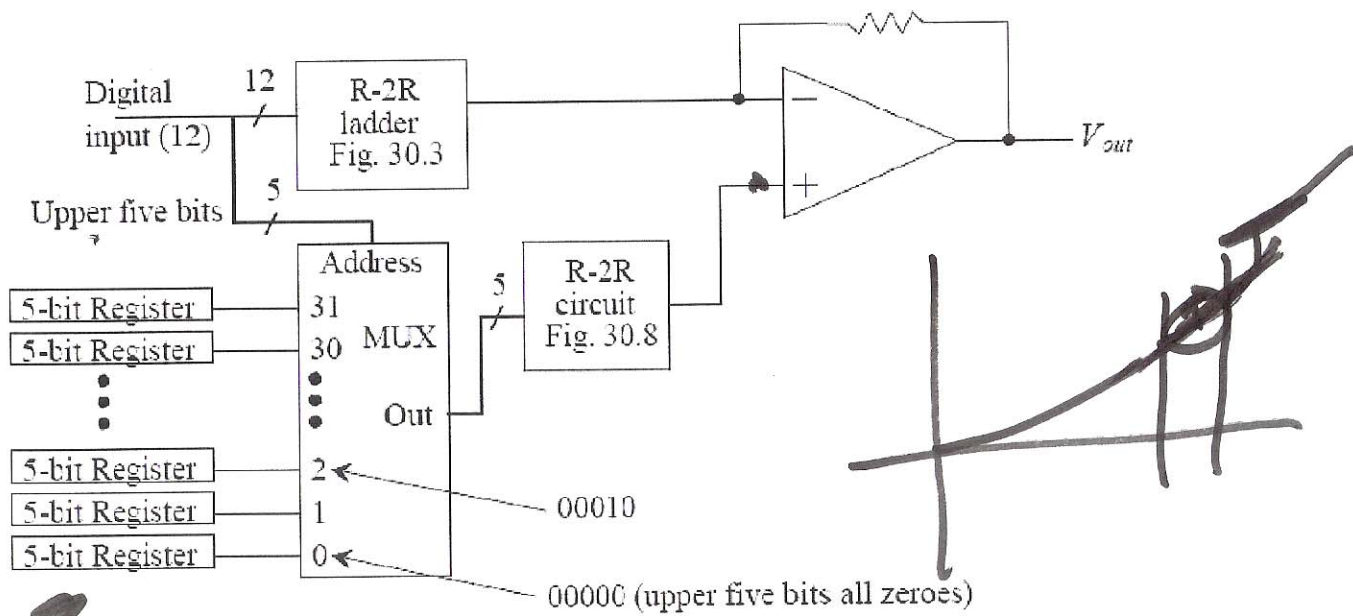 Digital
input (12)
12
R-2R
ladder
Fig. 30.3
Upper five bits
5
Address
MUX
Out
5-bit Register
31
5-bit Register
30
5-bit Register
2
5-bit Register
1
5-bit Register
0
5
R-2R
circuit
Fig. 30.8
−
+
Vout
00010
00000 (upper five bits all zeroes)